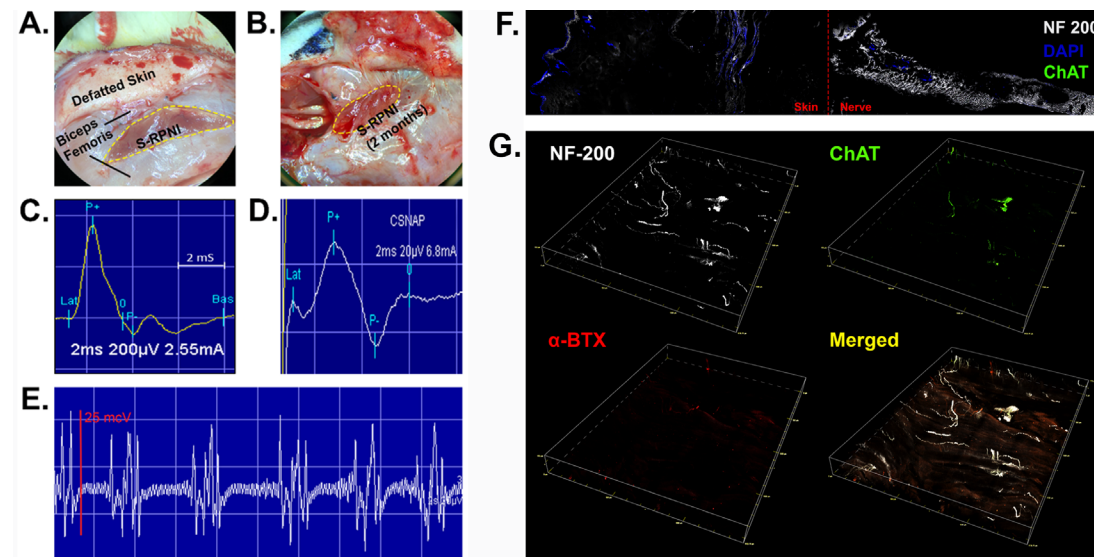 A.
Defatted Skin
Biceps
Femoris
S-RPNI
B.
S-RPNI
(2 months)
C.
P+
2 mS
Lat
0
P-
Bas
2ms 200µV 2.55mA
D.
P+
CSNAP
2ms 20µV 6.8mA
Lat
0
P-
E.
25 mcV
3
F.
NF 200
DAPI
ChAT
Skin
Nerve
G.
NF-200
ChAT
α-BTX
Merged